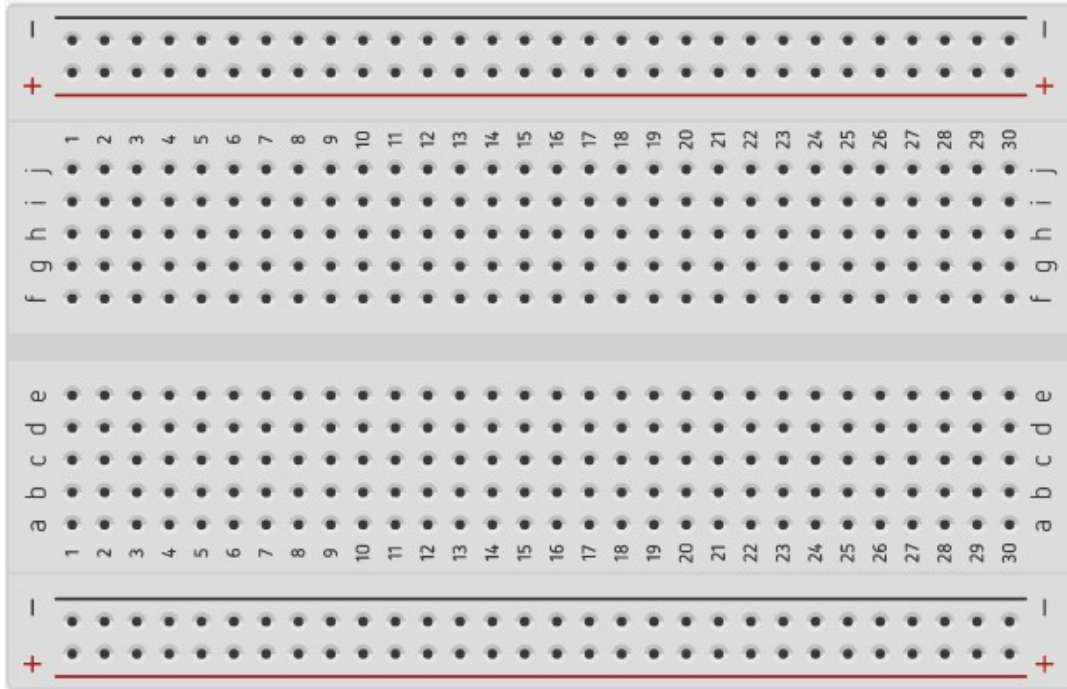 − −
+ +
1 2 3 4 5 6 7 8 9 10 11 12 13 14 15 16 17 18 19 20 21 22 23 24 25 26 27 28 29 30
j j
i i
h h
g g
f f
e e
d d
c c
b b
a a
1 2 3 4 5 6 7 8 9 10 11 12 13 14 15 16 17 18 19 20 21 22 23 24 25 26 27 28 29 30
− −
+ +